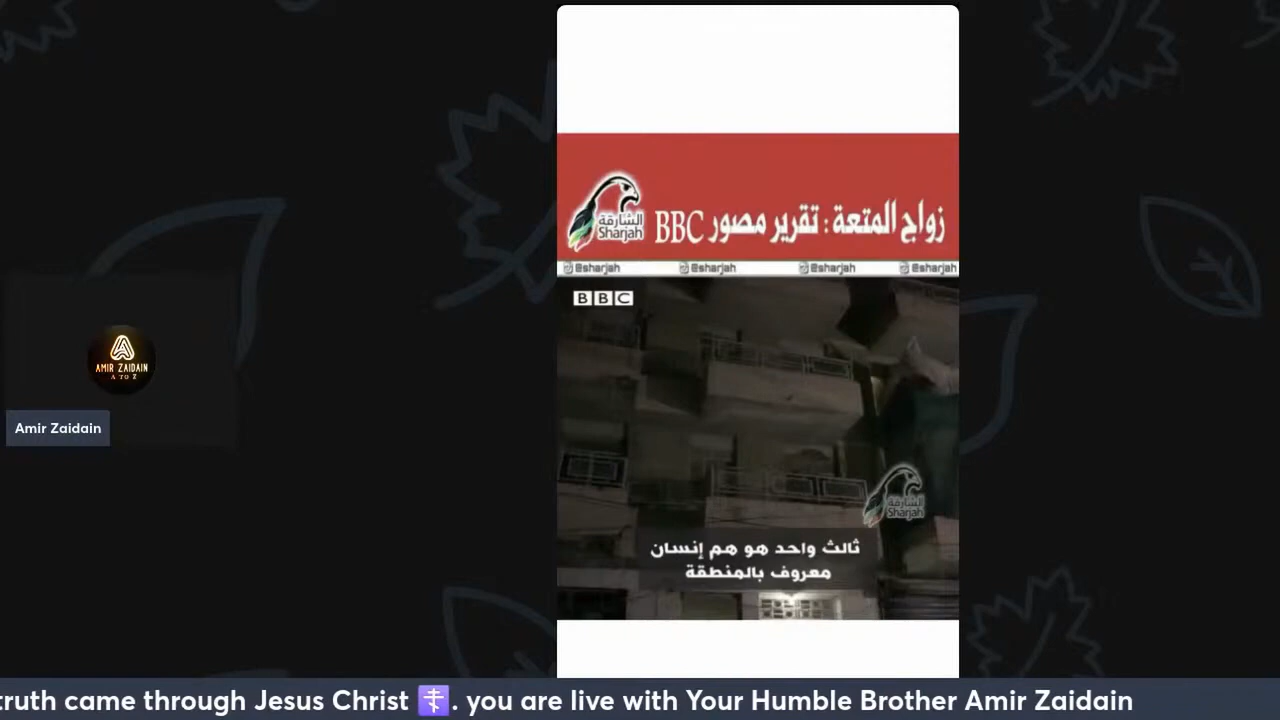 زواج المتعة : تقرير مصور BBC
الشارقة
Sharjah
@sharjah @sharjah @sharjah @sharjah
BBC
AMIR ZAIDAIN
A TO Z
Amir Zaidain
الشارقة
Sharjah
ثالث واحد هو هم إنسان
معروف بالمنطقة
truth came through Jesus Christ ☦. you are live with Your Humble Brother Amir Zaidain